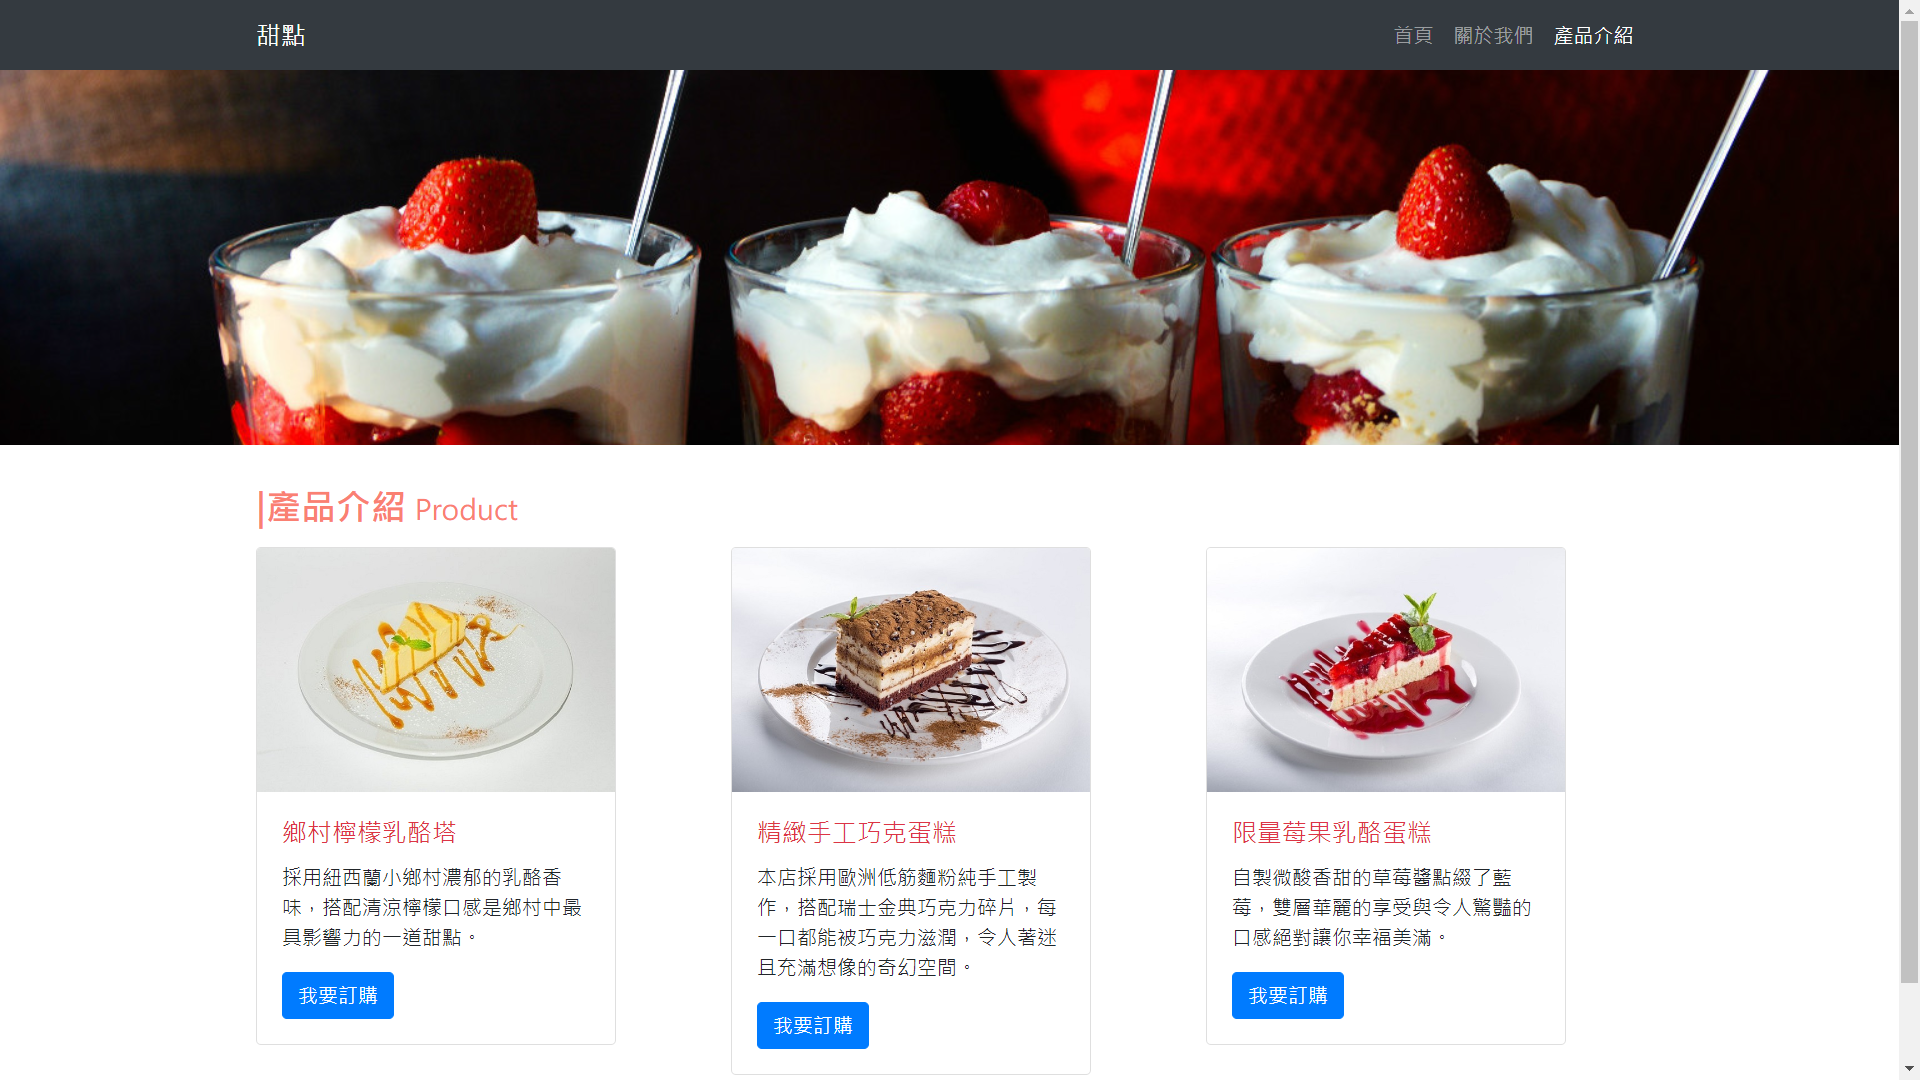 甜點
首頁 關於我們 產品介紹
|產品介紹 Product
鄉村檸檬乳酪塔
採用紐西蘭小鄉村濃郁的乳酪香
味，搭配清涼檸檬口感是鄉村中最
具影響力的一道甜點。
我要訂購
精緻手工巧克蛋糕
本店採用歐洲低筋麵粉純手工製
作，搭配瑞士金典巧克力碎片，每
一口都能被巧克力滋潤，令人著迷
且充滿想像的奇幻空間。
我要訂購
限量莓果乳酪蛋糕
自製微酸香甜的草莓醬點綴了藍
莓，雙層華麗的享受與令人驚豔的
口感絕對讓你幸福美滿。
我要訂購